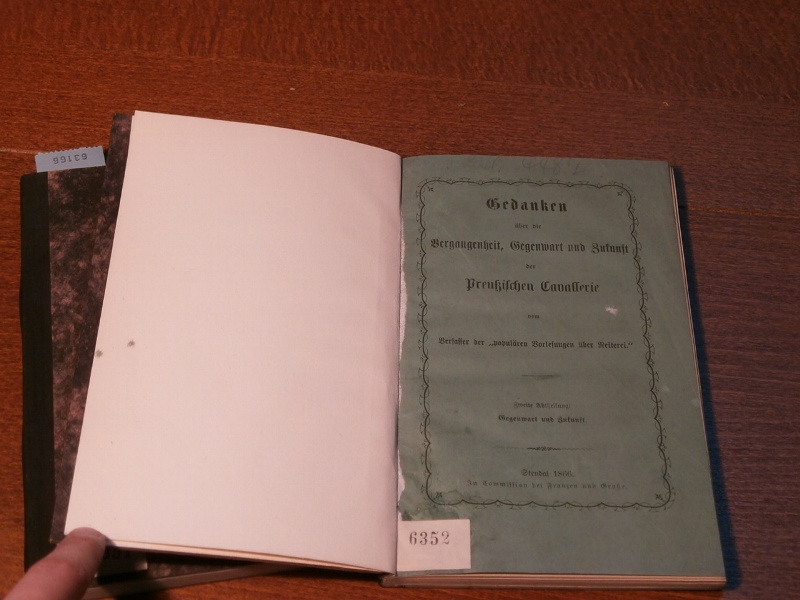 63166
Gedanken
über die
Vergangenheit, Gegenwart und Zukunft
der
Preußischen Cavallerie
vom
Verfasser der „populären Vorlesungen über Reiterei.“
Zweite Abtheilung:
Gegenwart und Zukunft
Stendal 1860.
In Commission bei Franzen und Große.
6352